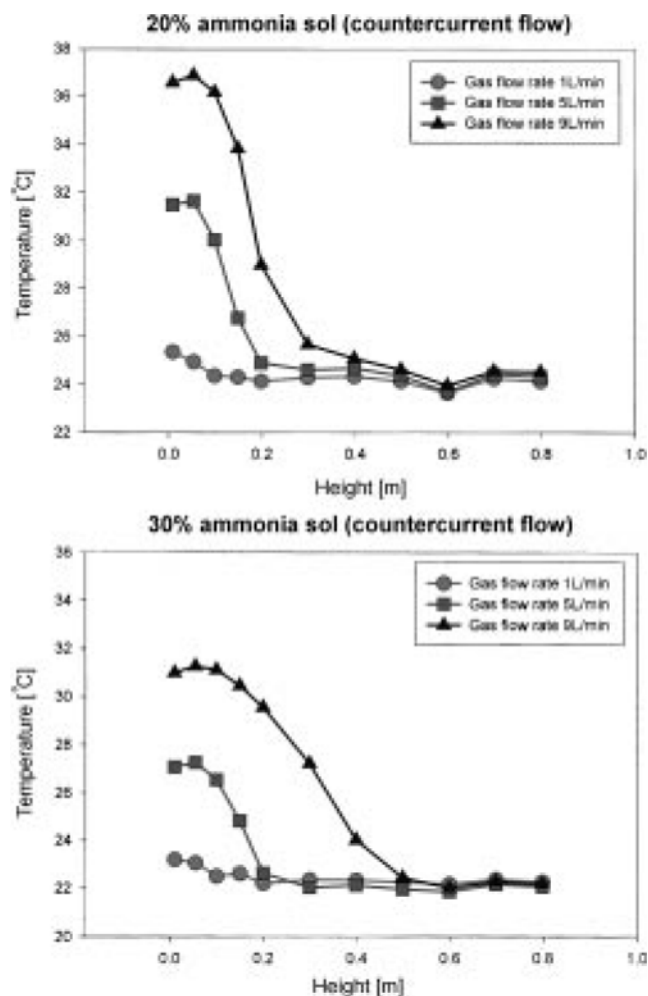 20% ammonia sol (countercurrent flow)
38
36
34
32
30
28
26
24
22
Temperature [°C]
Gas flow rate 1L/min
Gas flow rate 5L/min
Gas flow rate 9L/min
0.0 0.2 0.4 0.6 0.8 1.0
Height [m]
30% ammonia sol (countercurrent flow)
36
34
32
30
28
26
24
22
20
Temperature [°C]
Gas flow rate 1L/min
Gas flow rate 5L/min
Gas flow rate 9L/min
0.0 0.2 0.4 0.6 0.8 1.0
Height [m]